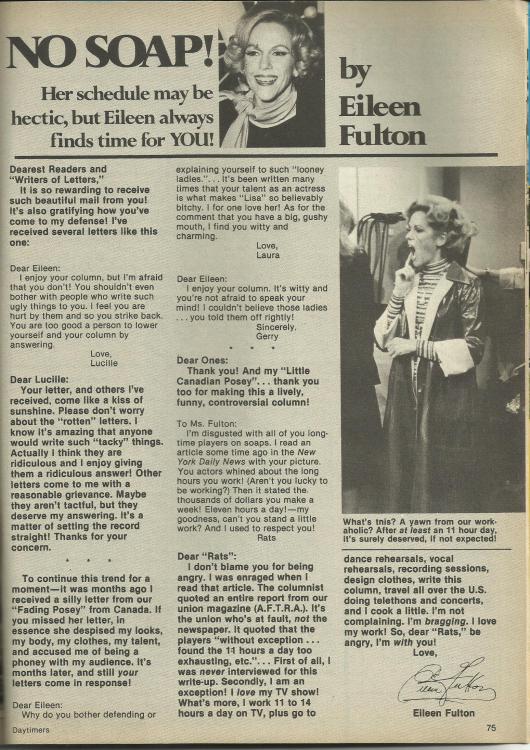 NO SOAP!
Her schedule may be
hectic, but Eileen always
finds time for YOU!
by
Eileen
Fulton
Dearest Readers and
"Writers of Letters,"
It is so rewarding to receive
such beautiful mail from you!
It's also gratifying how you've
come to my defense! I've
received several letters like this
one:
Dear Eileen:
I enjoy your column, but I'm afraid
that you don't! You shouldn't even
bother with people who write such
ugly things to you. I feel you are
hurt by them and so you strike back.
You are too good a person to lower
yourself and your column by
answering.
Love,
Lucille
Dear Lucille:
Your letter, and others I've
received, come like a kiss of
sunshine. Please don't worry
about the "rotten" letters. I
know it's amazing that anyone
would write such "tacky" things.
Actually I think they are
ridiculous and I enjoy giving
them a ridiculous answer! Other
letters come to me with a
reasonable grievance. Maybe
they aren't tactful, but they
deserve my answering. It's a
matter of setting the record
straight! Thanks for your
concern.
* * *
To continue this trend for a
moment—it was months ago I
received a silly letter from our
"Fading Posey" from Canada. If
you missed her letter, in
essence she despised my looks,
my body, my clothes, my talent,
and accused me of being a
phoney with my audience. It's
months later, and still your
letters come in response!
Dear Eileen:
Why do you bother defending or
explaining yourself to such "looney
ladies."... It's been written many
times that your talent as an actress
is what makes "Lisa" so believably
bitchy. I for one love her! As for the
comment that you have a big, gushy
mouth, I find you witty and
charming.
Love,
Laura
Dear Eileen:
I enjoy your column. It's witty and
you're not afraid to speak your
mind! I couldn't believe those ladies
...you told them off rightly!
Sincerely,
Gerry
* * *
Dear Ones:
Thank you! And my "Little
Canadian Posey"... thank you
too for making this a lively,
funny, controversial column!
To Ms. Fulton:
I'm disgusted with all of you long-
time players on soaps. I read an
article some time ago in the New
York Daily News with your picture.
You actors whined about the long
hours you work! (Aren't you lucky to
be working?) Then it stated the
thousands of dollars you make a
week! Eleven hours a day!—my
goodness, can't you stand a little
work? And I used to respect you!
Rats
Dear "Rats":
I don't blame you for being
angry. I was enraged when I
read that article. The columnist
quoted an entire report from our
union magazine (A.F.T.R.A.). It's
the union who's at fault, not the
newspaper. It quoted that the
players "without exception...
found the 11 hours a day too
exhausting, etc."... First of all, I
was never interviewed for this
write-up. Secondly, I am an
exception! I love my TV show!
What's more, I work 11 to 14
hours a day on TV, plus go to
What's this? A yawn from our work-
aholic? After at least an 11 hour day,
it's surely deserved, if not expected!
dance rehearsals, vocal
rehearsals, recording sessions,
design clothes, write this
column, travel all over the U.S.
doing telethons and concerts,
and I cook a little. I'm not
complaining. I'm bragging. I love
my work! So, dear "Rats," be
angry, I'm with you!
Love,
Eileen Fulton
Eileen Fulton
Daytimers
75